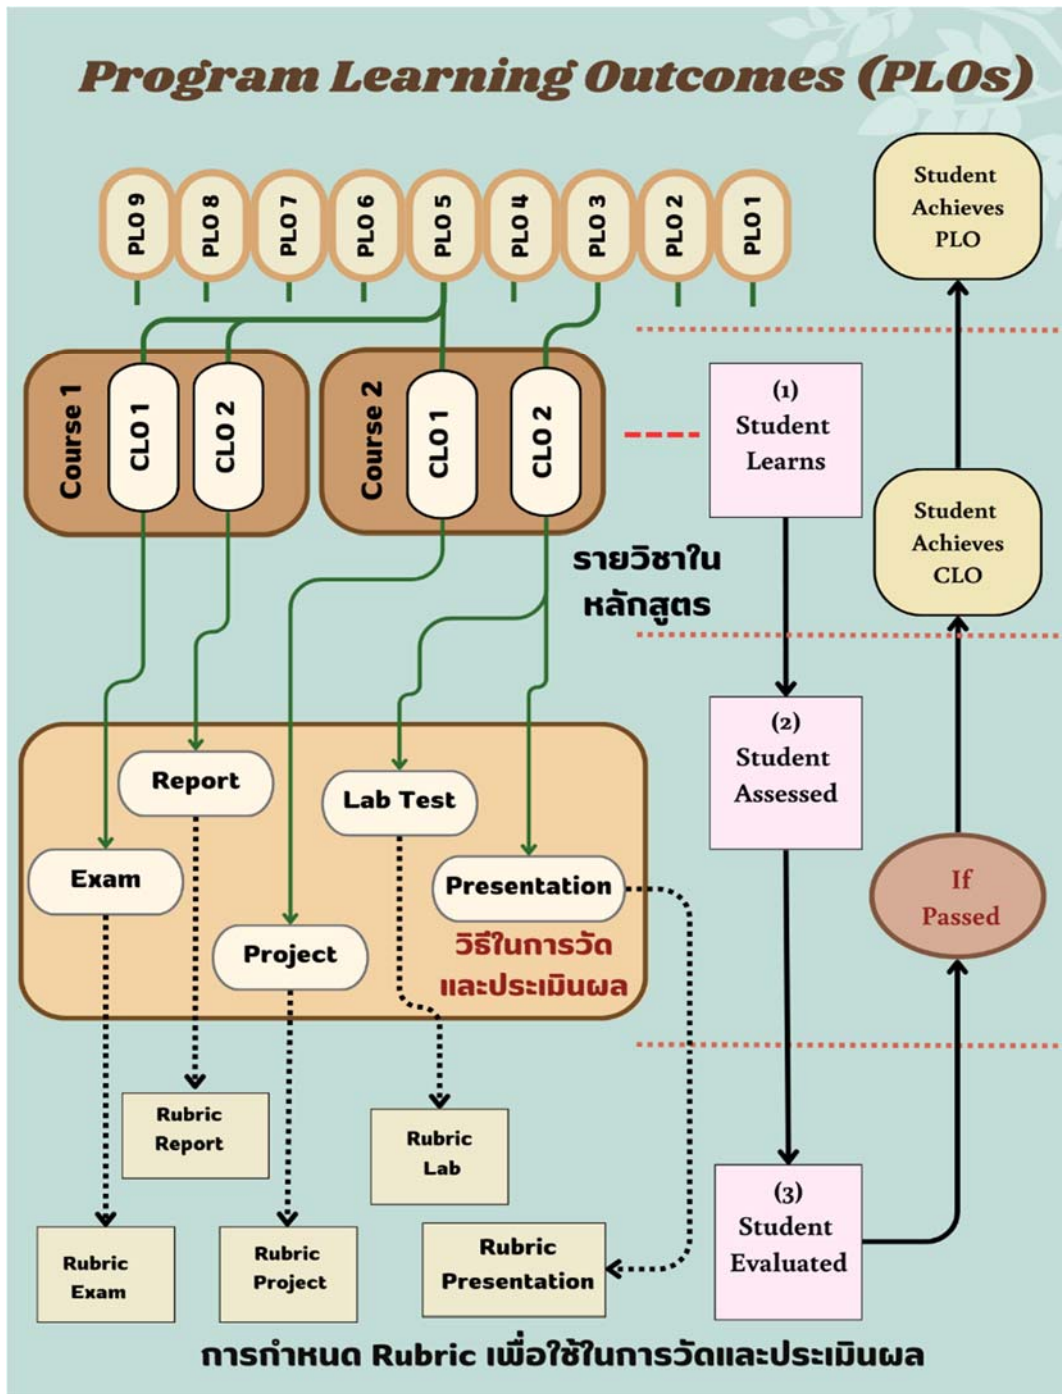 Program Learning Outcomes (PLOs)
PLO 9
PLO 8
PLO 7
PLO 6
PLO 5
PLO 4
PLO 3
PLO 2
PLO 1
Student
Achieves
PLO
Course 1
CLO 1
CLO 2
Course 2
CLO 1
CLO 2
(1)
Student
Learns
Student
Achieves
CLO
รายวิชาใน
หลักสูตร
(2)
Student
Assessed
Report
Lab Test
Exam
Presentation
Project
วิธีในการวัด
และประเมินผล
If
Passed
Rubric
Report
Rubric
Lab
(3)
Student
Evaluated
Rubric
Exam
Rubric
Project
Rubric
Presentation
การกำหนด Rubric เพื่อใช้ในการวัดและประเมินผล